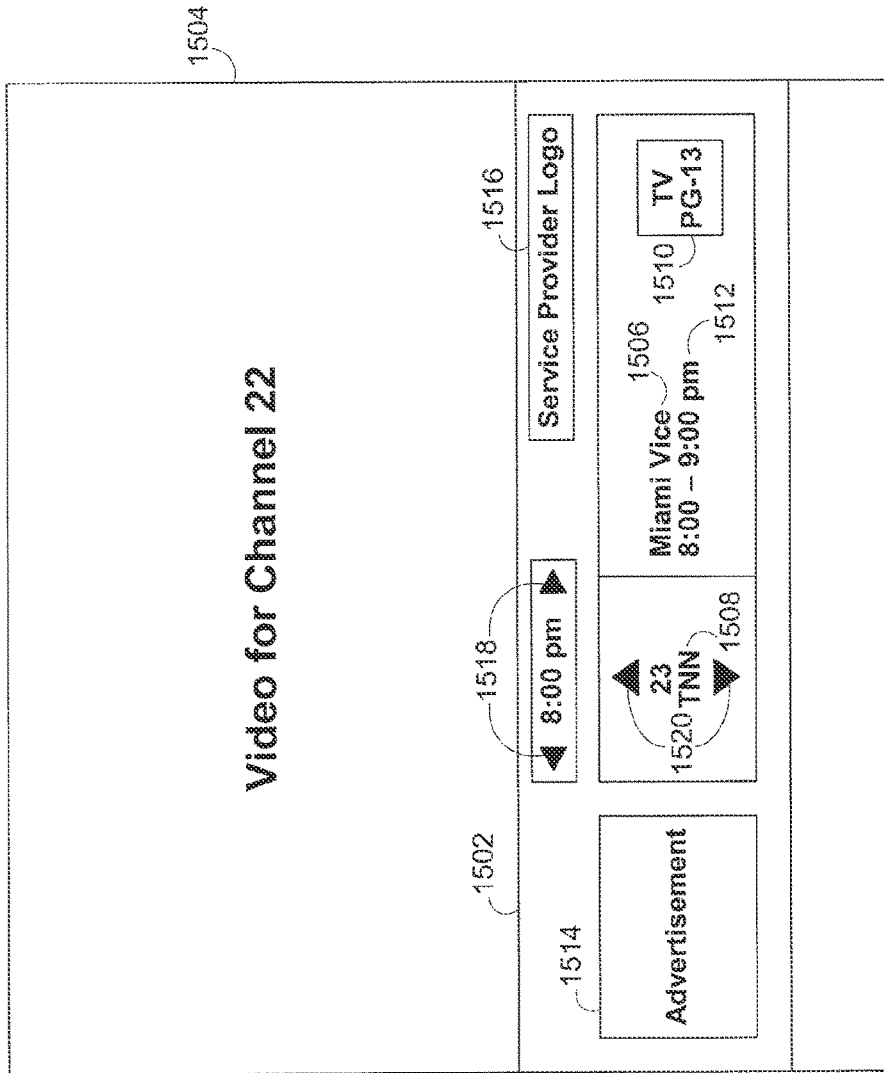 1504
Video for Channel 22
1502
1518
1516
8:00 pm
Service Provider Logo
1514
Advertisement
1520
23
TNN
1508
Miami Vice
1506
8:00 – 9:00 pm
1512
1510
TV
PG-13